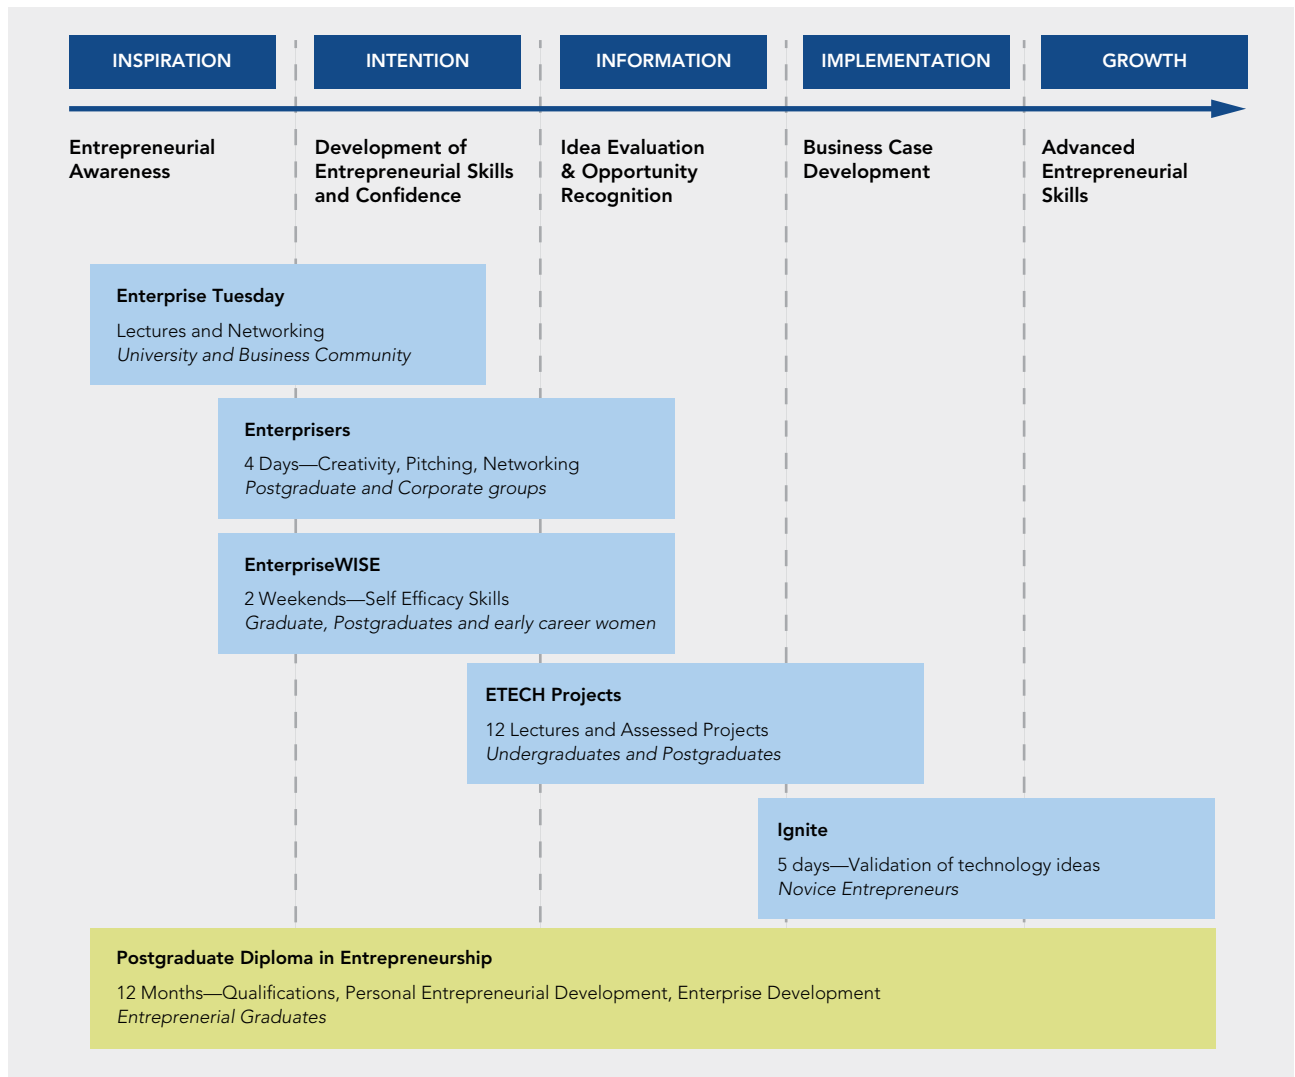 INSPIRATION
INTENTION
INFORMATION
IMPLEMENTATION
GROWTH
Entrepreneurial
Awareness
Development of
Entrepreneurial Skills
and Confidence
Idea Evaluation
& Opportunity
Recognition
Business Case
Development
Advanced
Entrepreneurial
Skills
Enterprise Tuesday
Lectures and Networking
University and Business Community
Enterprisers
4 Days—Creativity, Pitching, Networking
Postgraduate and Corporate groups
EnterpriseWISE
2 Weekends—Self Efficacy Skills
Graduate, Postgraduates and early career women
ETECH Projects
12 Lectures and Assessed Projects
Undergraduates and Postgraduates
Ignite
5 days—Validation of technology ideas
Novice Entrepreneurs
Postgraduate Diploma in Entrepreneurship
12 Months—Qualifications, Personal Entrepreneurial Development, Enterprise Development
Entreprenerial Graduates